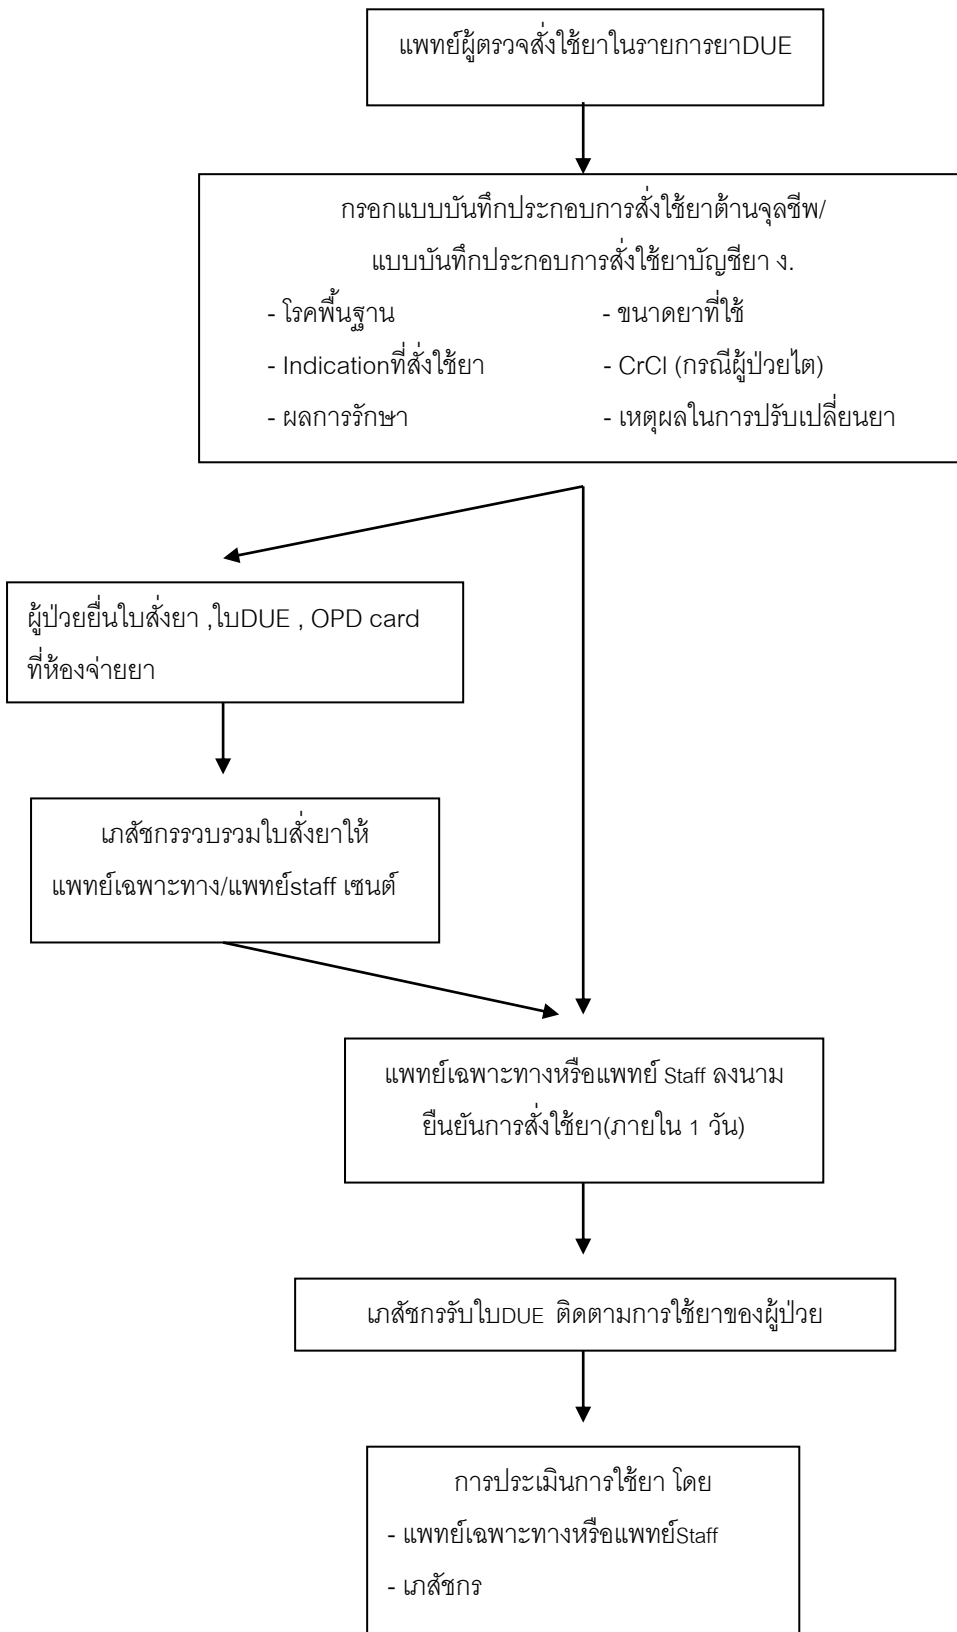 แพทย์ผู้ตรวจสั่งใช้ยาในรายการยาDUE
กรอกแบบบันทึกประกอบการสั่งใช้ยาต้านจุลชีพ/
แบบบันทึกประกอบการสั่งใช้ยาบัญชียา ง.
- โรคพื้นฐาน - ขนาดยาที่ใช้
- Indicationที่สั่งใช้ยา - CrCl (กรณีผู้ป่วยไต)
- ผลการรักษา - เหตุผลในการปรับเปลี่ยนยา
ผู้ป่วยยื่นใบสั่งยา ,ใบDUE , OPD card
ที่ห้องจ่ายยา
เภสัชกรรวบรวมใบสั่งยาให้
แพทย์เฉพาะทาง/แพทย์staff เซนต์
แพทย์เฉพาะทางหรือแพทย์ Staff ลงนาม
ยืนยันการสั่งใช้ยา(ภายใน 1 วัน)
เภสัชกรรับใบDUE ติดตามการใช้ยาของผู้ป่วย
การประเมินการใช้ยา โดย
- แพทย์เฉพาะทางหรือแพทย์Staff
- เภสัชกร